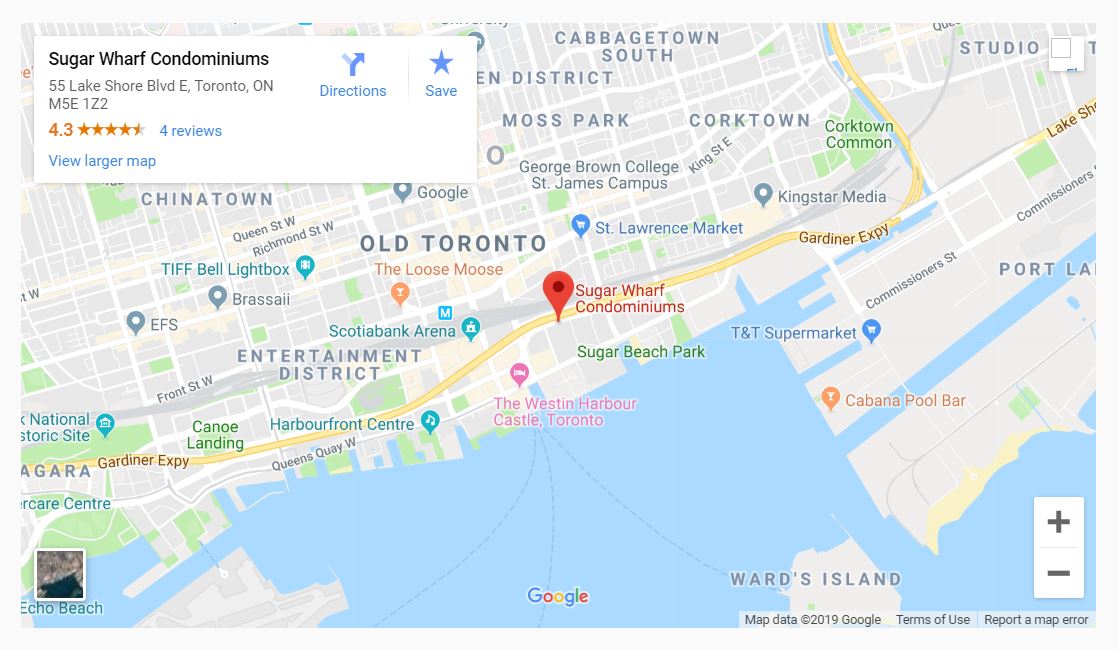 University
CABBAGETOWN
SOUTH
Sugar Wharf Condominiums
55 Lake Shore Blvd E, Toronto, ON
M5E 1Z2
4.3
4 reviews
View larger map
Directions
Save
STUDIO
EN DISTRICT
MOSS PARK
CORKTOWN
Corktown
Common
Lake Sho
King St E
O
George Brown College
St. James Campus
Google
Kingstar Media
Commissioners S
CHINATOWN
Queen St W
Richmond St W
St. Lawrence Market
Gardiner Expy
OLD TORONTO
TIFF Bell Lightbox
The Loose Moose
Commissioners St
PORT LA
Brassaii
Sugar Wharf
Condominiums
t W
EFS
M
Scotiabank Arena
T&T Supermarket
Sugar Beach Park
ENTERTAINMENT
DISTRICT
Front St W
Cabana Pool Bar
The Westin Harbour
Castle, Toronto
k National
storic Site
Canoe
Landing
Harbourfront Centre
Queens Quay W
Gardiner Expy
AGARA
ercare Centre
WARD'S ISLAND
Echo Beach
Google
Map data ©2019 Google
Terms of Use
Report a map error